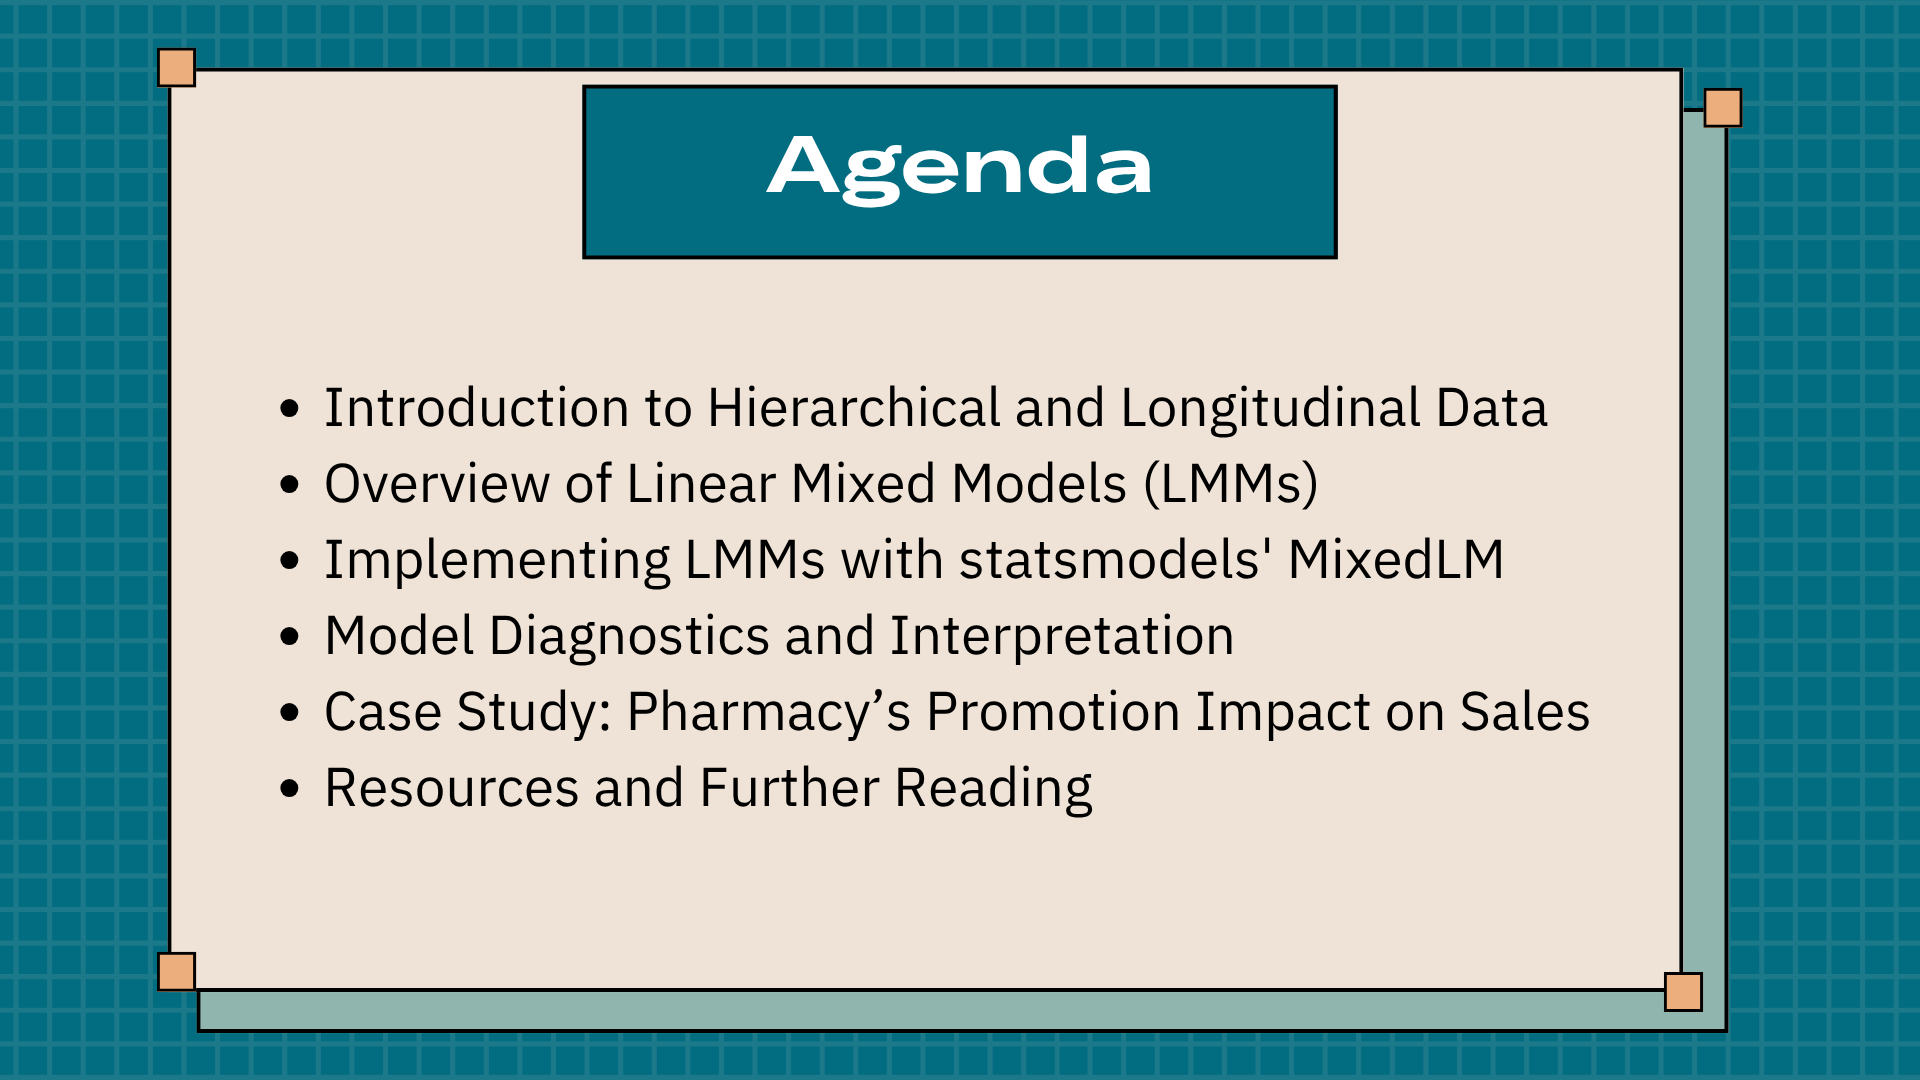 Agenda
• Introduction to Hierarchical and Longitudinal Data
• Overview of Linear Mixed Models (LMMs)
• Implementing LMMs with statsmodels' MixedLM
• Model Diagnostics and Interpretation
• Case Study: Pharmacy’s Promotion Impact on Sales
• Resources and Further Reading